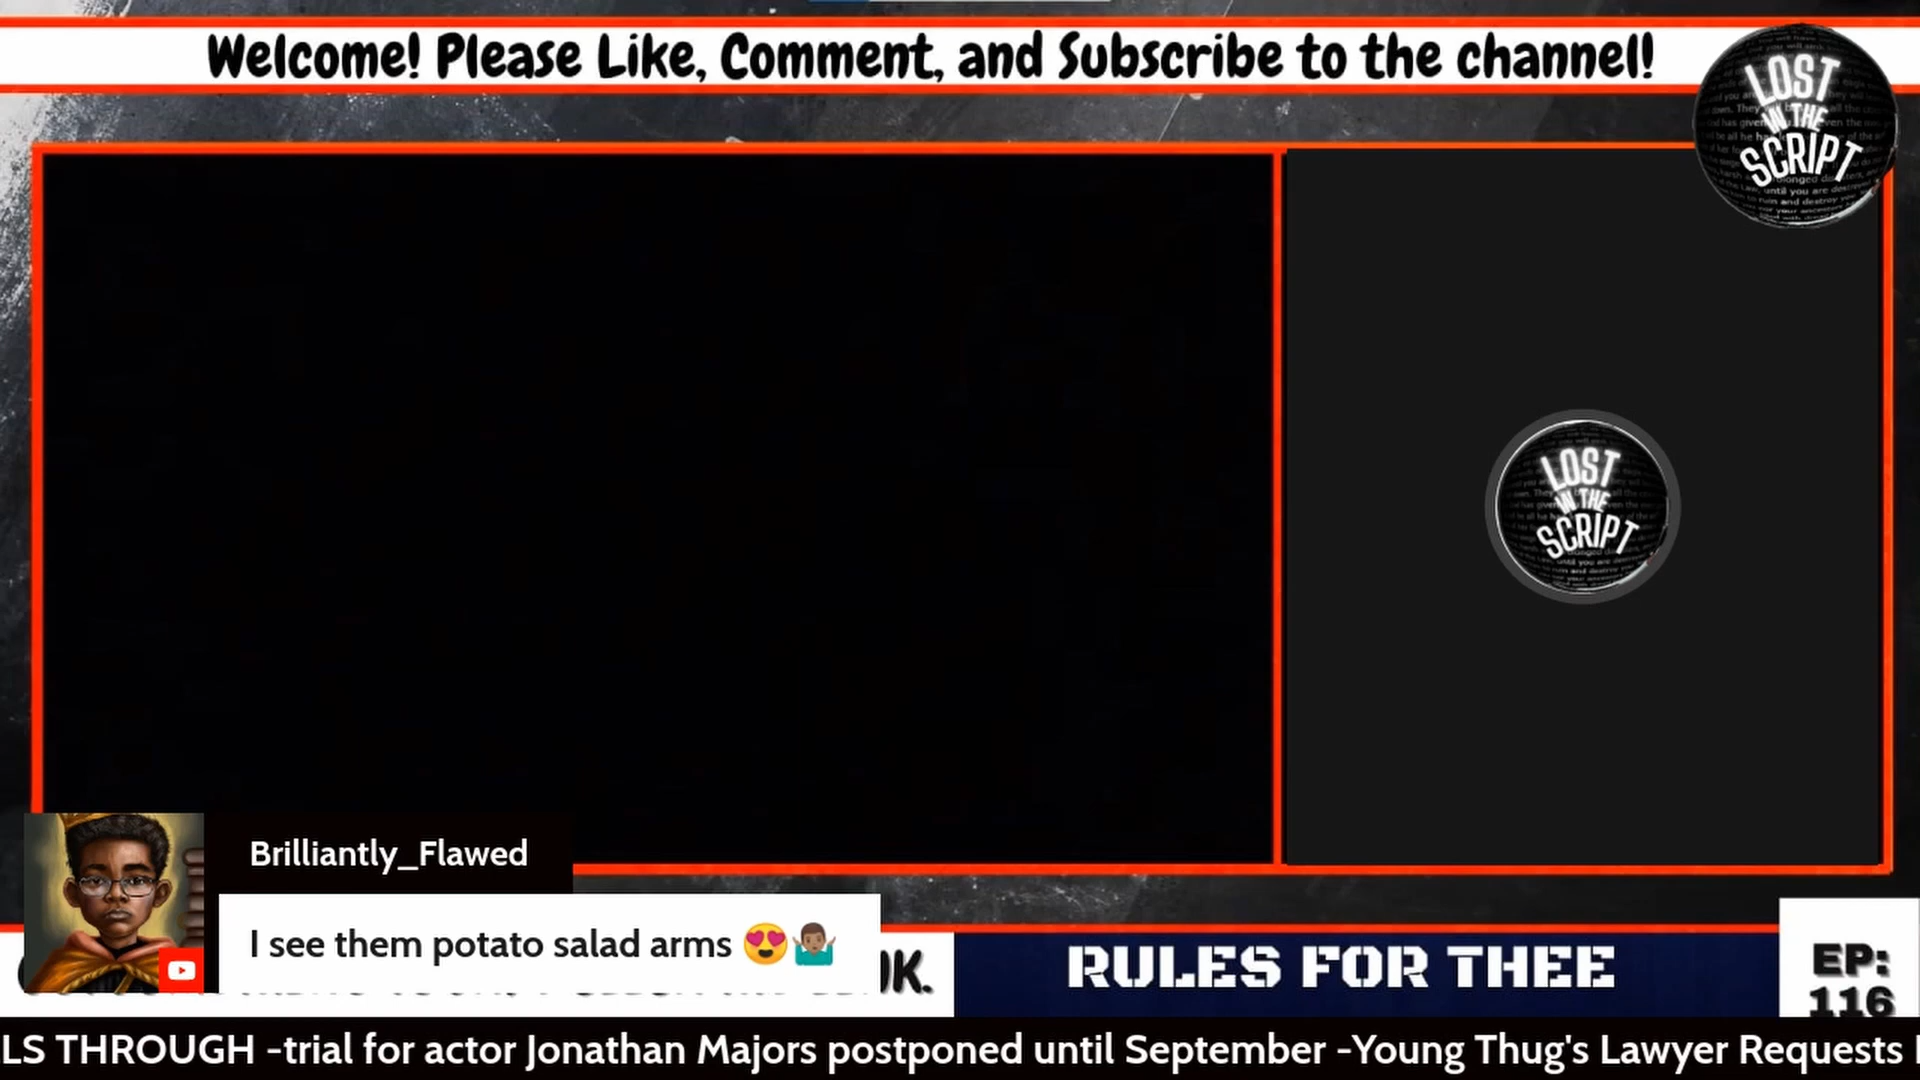 Welcome! Please Like, Comment, and Subscribe to the channel!
LOST
IN THE
SCRIPT
LOST
IN THE
SCRIPT
Brilliantly_Flawed
I see them potato salad arms 😍🤷🏽‍♂️
RULES FOR THEE
EP:
116
LS THROUGH -trial for actor Jonathan Majors postponed until September -Young Thug's Lawyer Requests